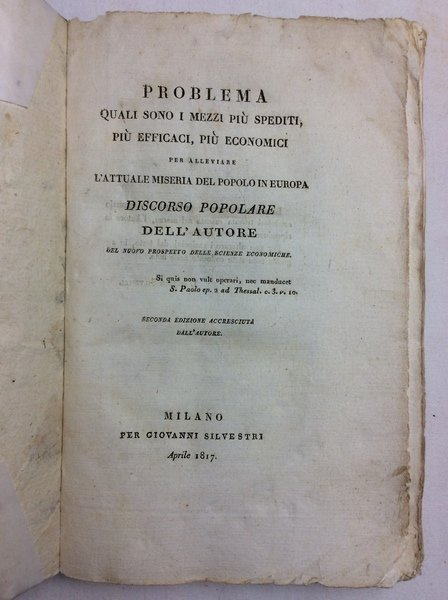 PROBLEMA
QUALI SONO I MEZZI PIÙ SPEDITI,
PIÙ EFFICACI, PIÙ ECONOMICI
PER ALLEVIARE
L'ATTUALE MISERIA DEL POPOLO IN EUROPA
DISCORSO POPOLARE
DELL'AUTORE
DEL NUOVO PROSPETTO DELLE SCIENZE ECONOMICHE.
Si quis non vult operari, nec manducet
S. Paolo ep. 2 ad Thessal. c. 3. v. 10.
SECONDA EDIZIONE ACCRESCIUTA
DALL'AUTORE.
MILANO
PER GIOVANNI SILVESTRI
Aprile 1817.